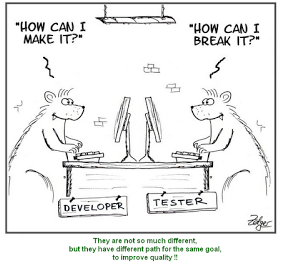 "HOW CAN I
MAKE IT?"
"HOW CAN I
BREAK IT?"
DEVELOPER
TESTER
They are not so much different,
but they have different path for the same goal,
to improve quality !!